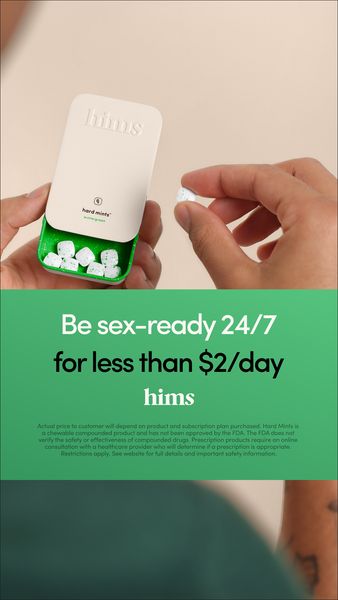 hims
hard mints™
wintergreen
Be sex-ready 24/7
for less than $2/day
hims
Actual price to customer will depend on product and subscription plan purchased. Hard Mints is
a chewable compounded product and has not been approved by the FDA. The FDA does not
verify the safety or effectiveness of compounded drugs. Prescription products require an online
consultation with a healthcare provider who will determine if a prescription is appropriate.
Restrictions apply. See website for full details and important safety information.